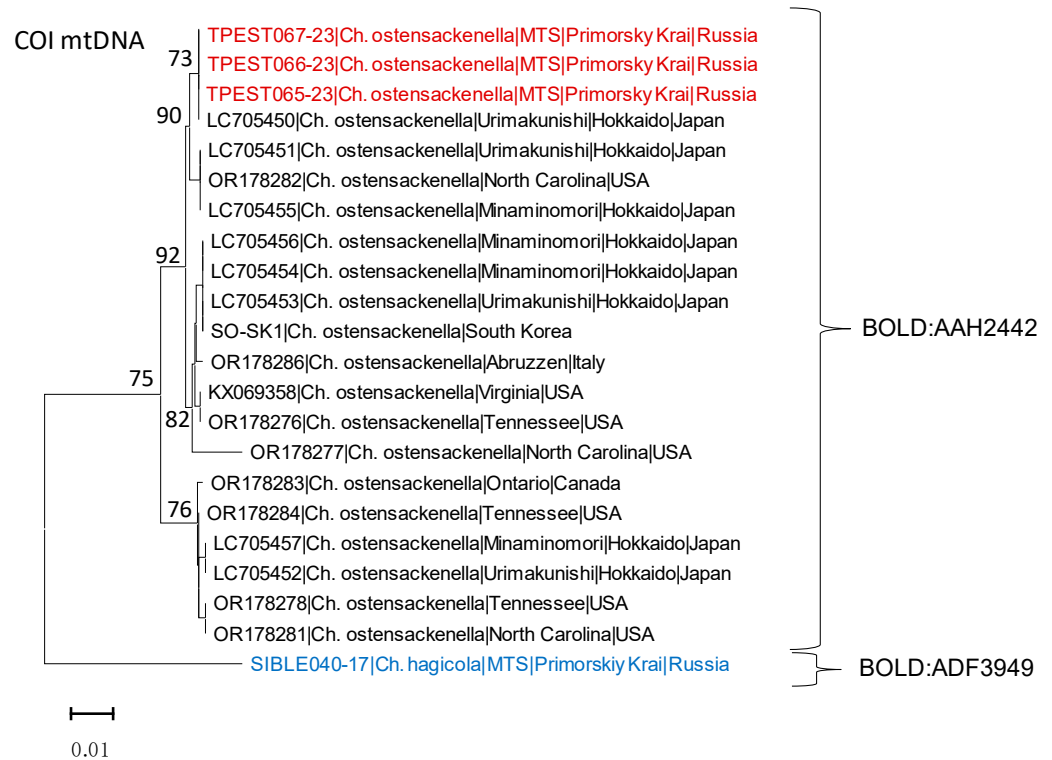 COI mtDNA
73
TPEST067-23|Ch. ostensackenella|MTS|Primorsky Krai|Russia
TPEST066-23|Ch. ostensackenella|MTS|Primorsky Krai|Russia
TPEST065-23|Ch. ostensackenella|MTS|Primorsky Krai|Russia
90
LC705450|Ch. ostensackenella|Urimakunishi|Hokkaido|Japan
LC705451|Ch. ostensackenella|Urimakunishi|Hokkaido|Japan
OR178282|Ch. ostensackenella|North Carolina|USA
LC705455|Ch. ostensackenella|Minaminomori|Hokkaido|Japan
92
LC705456|Ch. ostensackenella|Minaminomori|Hokkaido|Japan
LC705454|Ch. ostensackenella|Minaminomori|Hokkaido|Japan
LC705453|Ch. ostensackenella|Urimakunishi|Hokkaido|Japan
SO-SK1|Ch. ostensackenella|South Korea
BOLD:AAH2442
OR178286|Ch. ostensackenella|Abruzzen|Italy
75
KX069358|Ch. ostensackenella|Virginia|USA
82
OR178276|Ch. ostensackenella|Tennessee|USA
OR178277|Ch. ostensackenella|North Carolina|USA
OR178283|Ch. ostensackenella|Ontario|Canada
76
OR178284|Ch. ostensackenella|Tennessee|USA
LC705457|Ch. ostensackenella|Minaminomori|Hokkaido|Japan
LC705452|Ch. ostensackenella|Urimakunishi|Hokkaido|Japan
OR178278|Ch. ostensackenella|Tennessee|USA
OR178281|Ch. ostensackenella|North Carolina|USA
SIBLE040-17|Ch. hagicola|MTS|Primorskiy Krai|Russia
BOLD:ADF3949
0.01